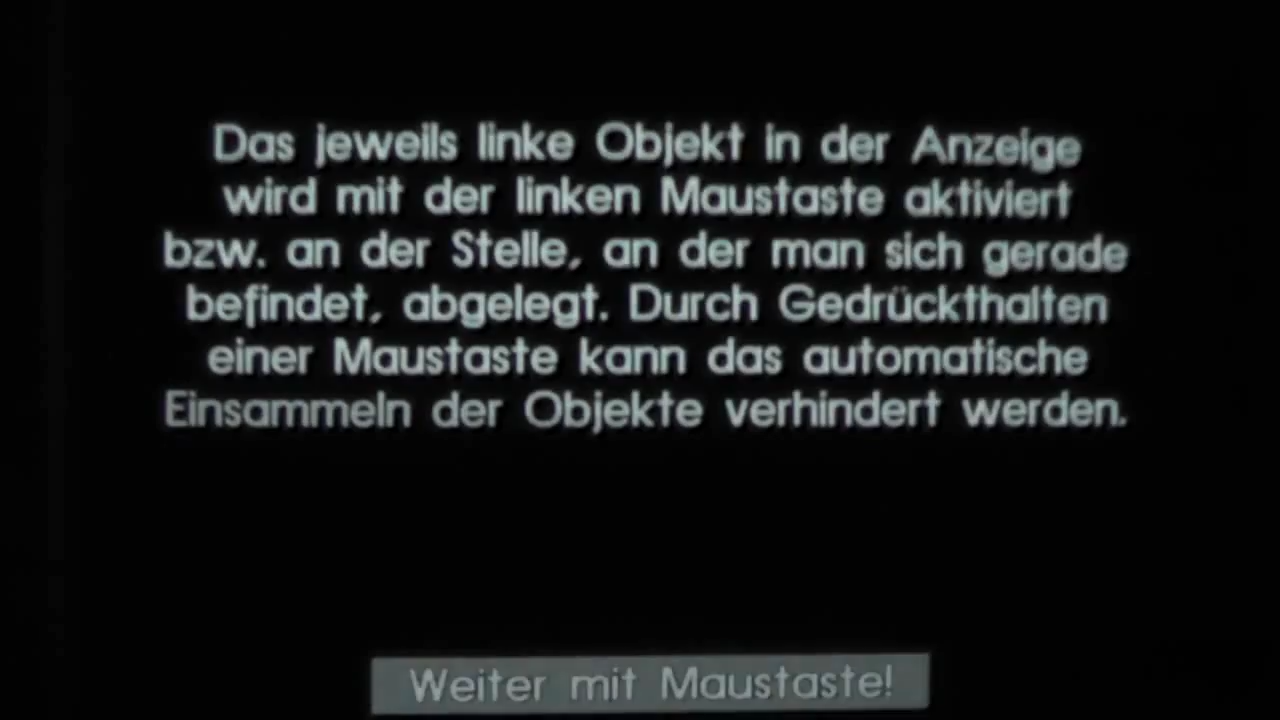 Das jeweils linke Objekt in der Anzeige
wird mit der linken Maustaste aktiviert
bzw. an der Stelle, an der man sich gerade
befindet, abgelegt. Durch Gedrückthalten
einer Maustaste kann das automatische
Einsammeln der Objekte verhindert werden.
Weiter mit Maustaste!